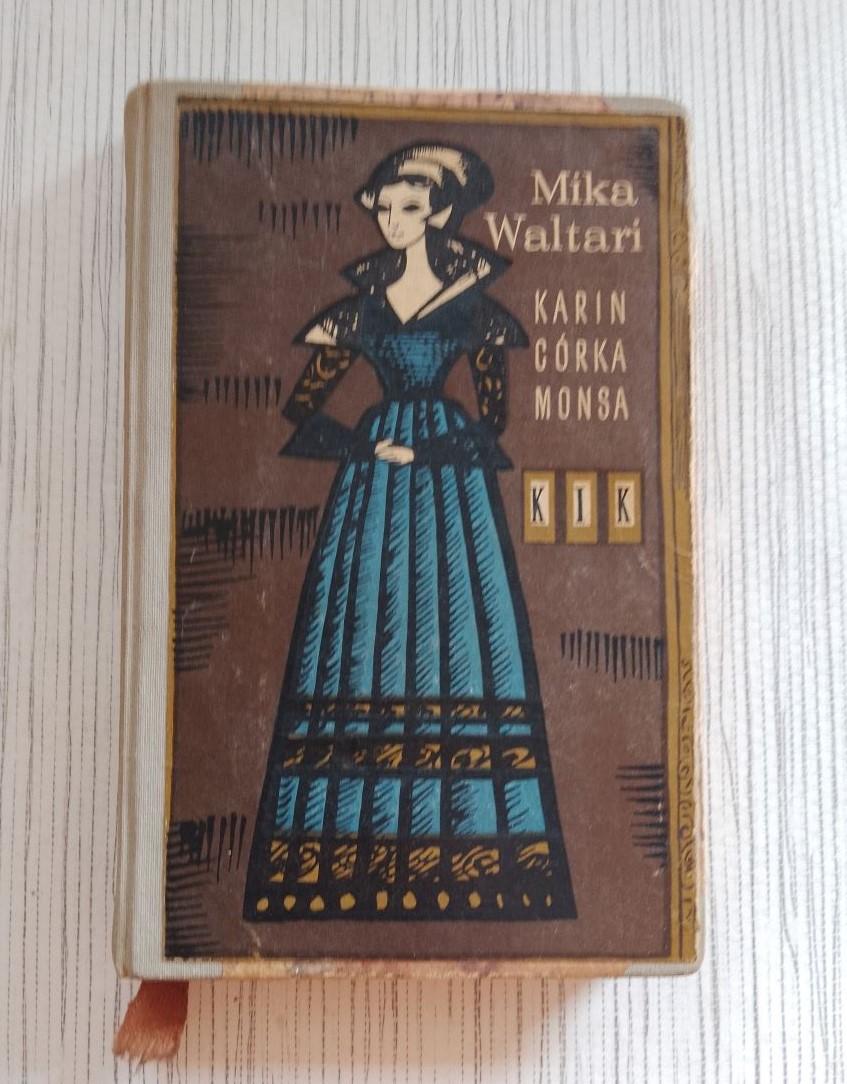 Mika
Waltari
KARIN
CÓRKA
MONSA
K I K